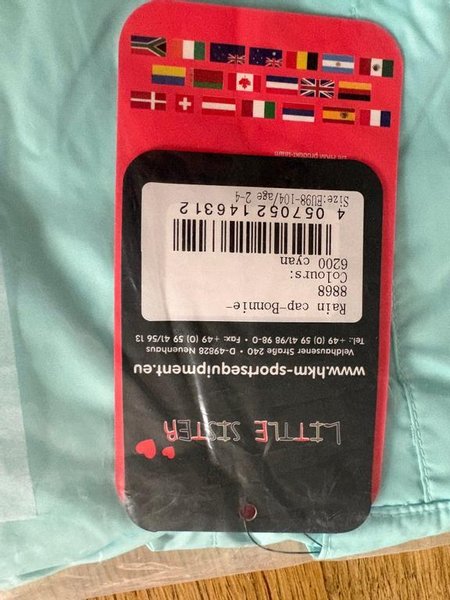 LITTLE SISTER
www.hkm-sportsequipment.eu
Veldhausener Straße 240 • D-49828 Neuenhaus
Tel.: + 49 (0) 59 41/98 98-0 • Fax: + 49 (0) 59 41/56 13
Rain cap-Bonnie-
8868
Colours:
6200 cyan
4 057052 146312
Size:EU98-104/age 2-4